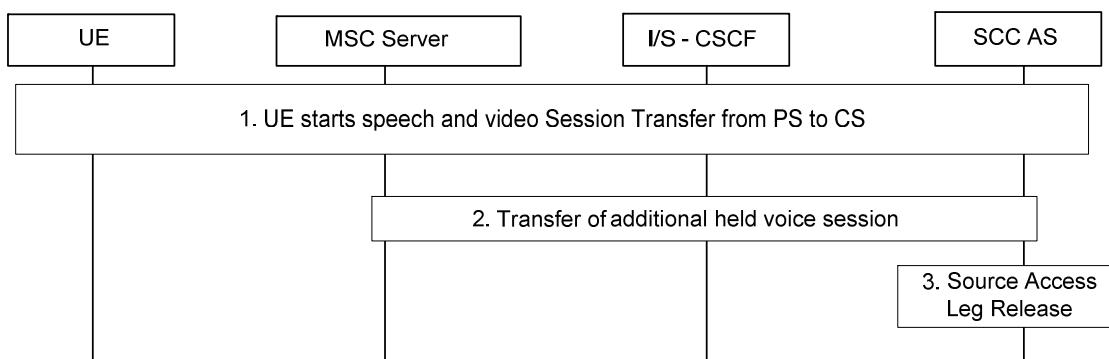 UE
MSC Server
I/S - CSCF
SCC AS
1. UE starts speech and video Session Transfer from PS to CS
2. Transfer of additional held voice session
3. Source Access
Leg Release